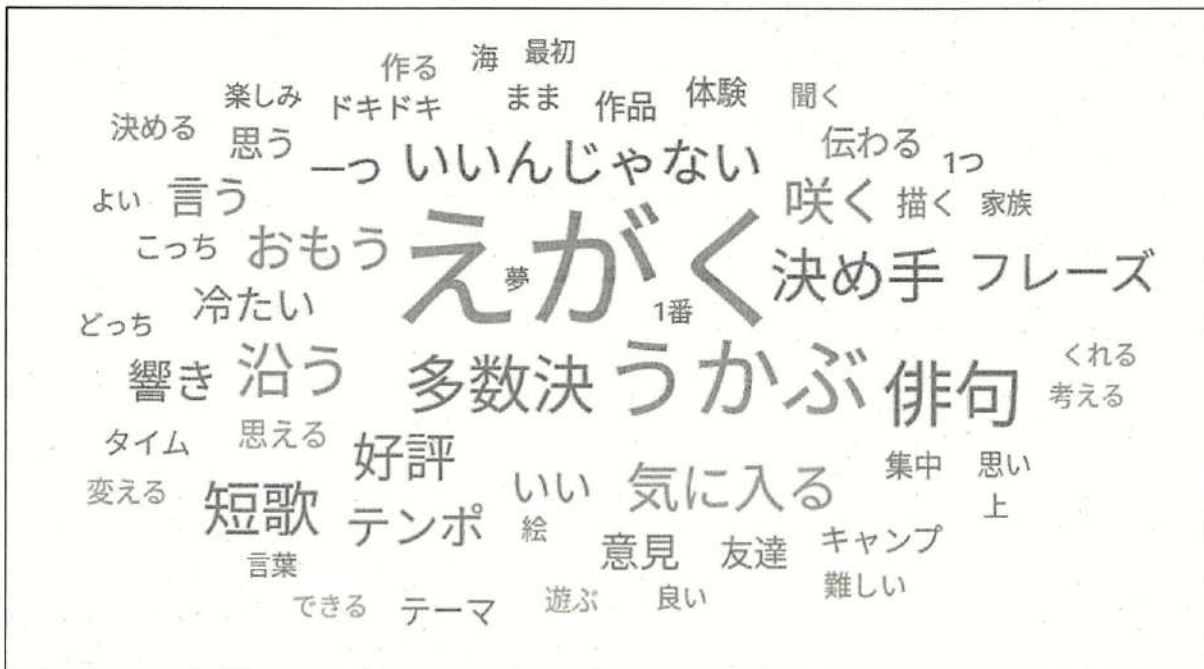 作る 海 最初
楽しみ ドキドキ まま 作品 体験 聞く
決める 思う 一つ いいんじゃない 伝わる 1つ
よい 言う 咲く 描く 家族
こっち おもう えがく 夢 決め手 フレーズ
冷たい 1番
どっち
響き 沿う 多数決 うかぶ 俳句 くれる
考える
タイム 思える 好評 集中 思い
変える 短歌 テンポ いい 気に入る 上
言葉 絵 意見 友達 キャンプ
できる テーマ 遊ぶ 良い 難しい